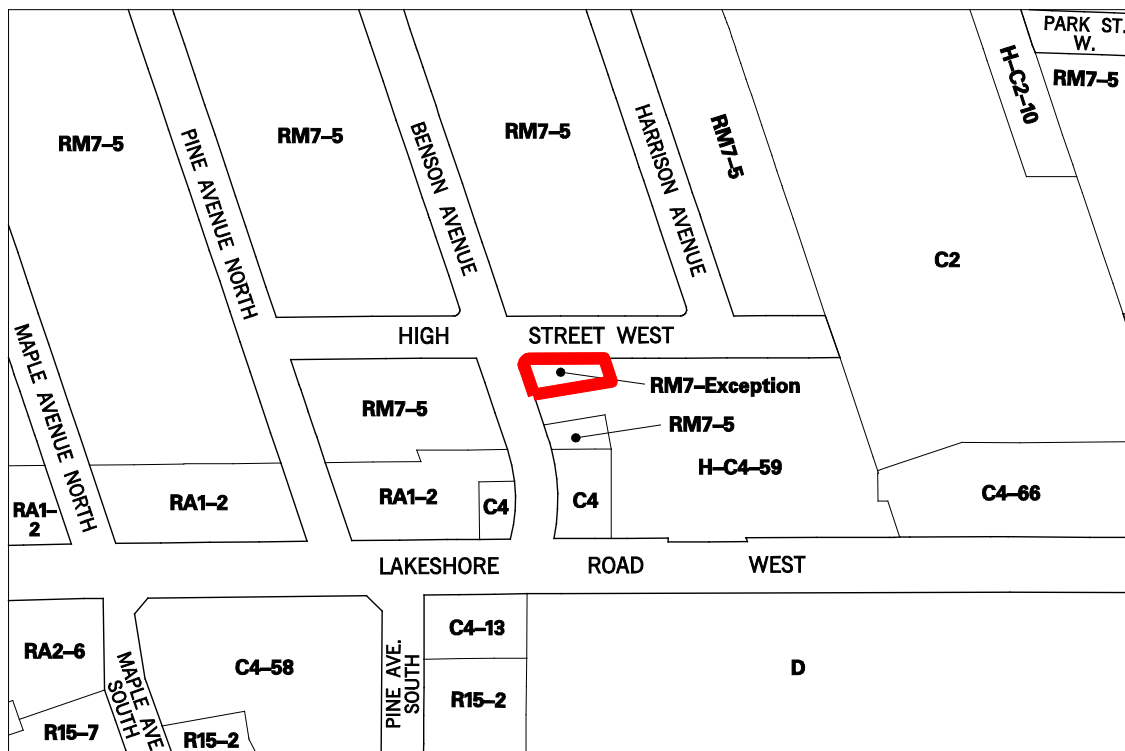 PARK ST.
W.
H–C2–10
RM7–5
RM7–5
RM7–5
RM7–5
RM7–5
PINE AVENUE NORTH
BENSON AVENUE
HARRISON AVENUE
C2
MAPLE AVENUE NORTH
HIGH STREET WEST
RM7–Exception
RM7–5
RM7–5
H–C4–59
RA1–
2
RA1–2
RA1–2
C4
C4
C4–66
LAKESHORE ROAD WEST
RA2–6
MAPLE AVE
SOUTH
C4–58
PINE AVE.
SOUTH
C4–13
D
R15–2
R15–7
R15–2